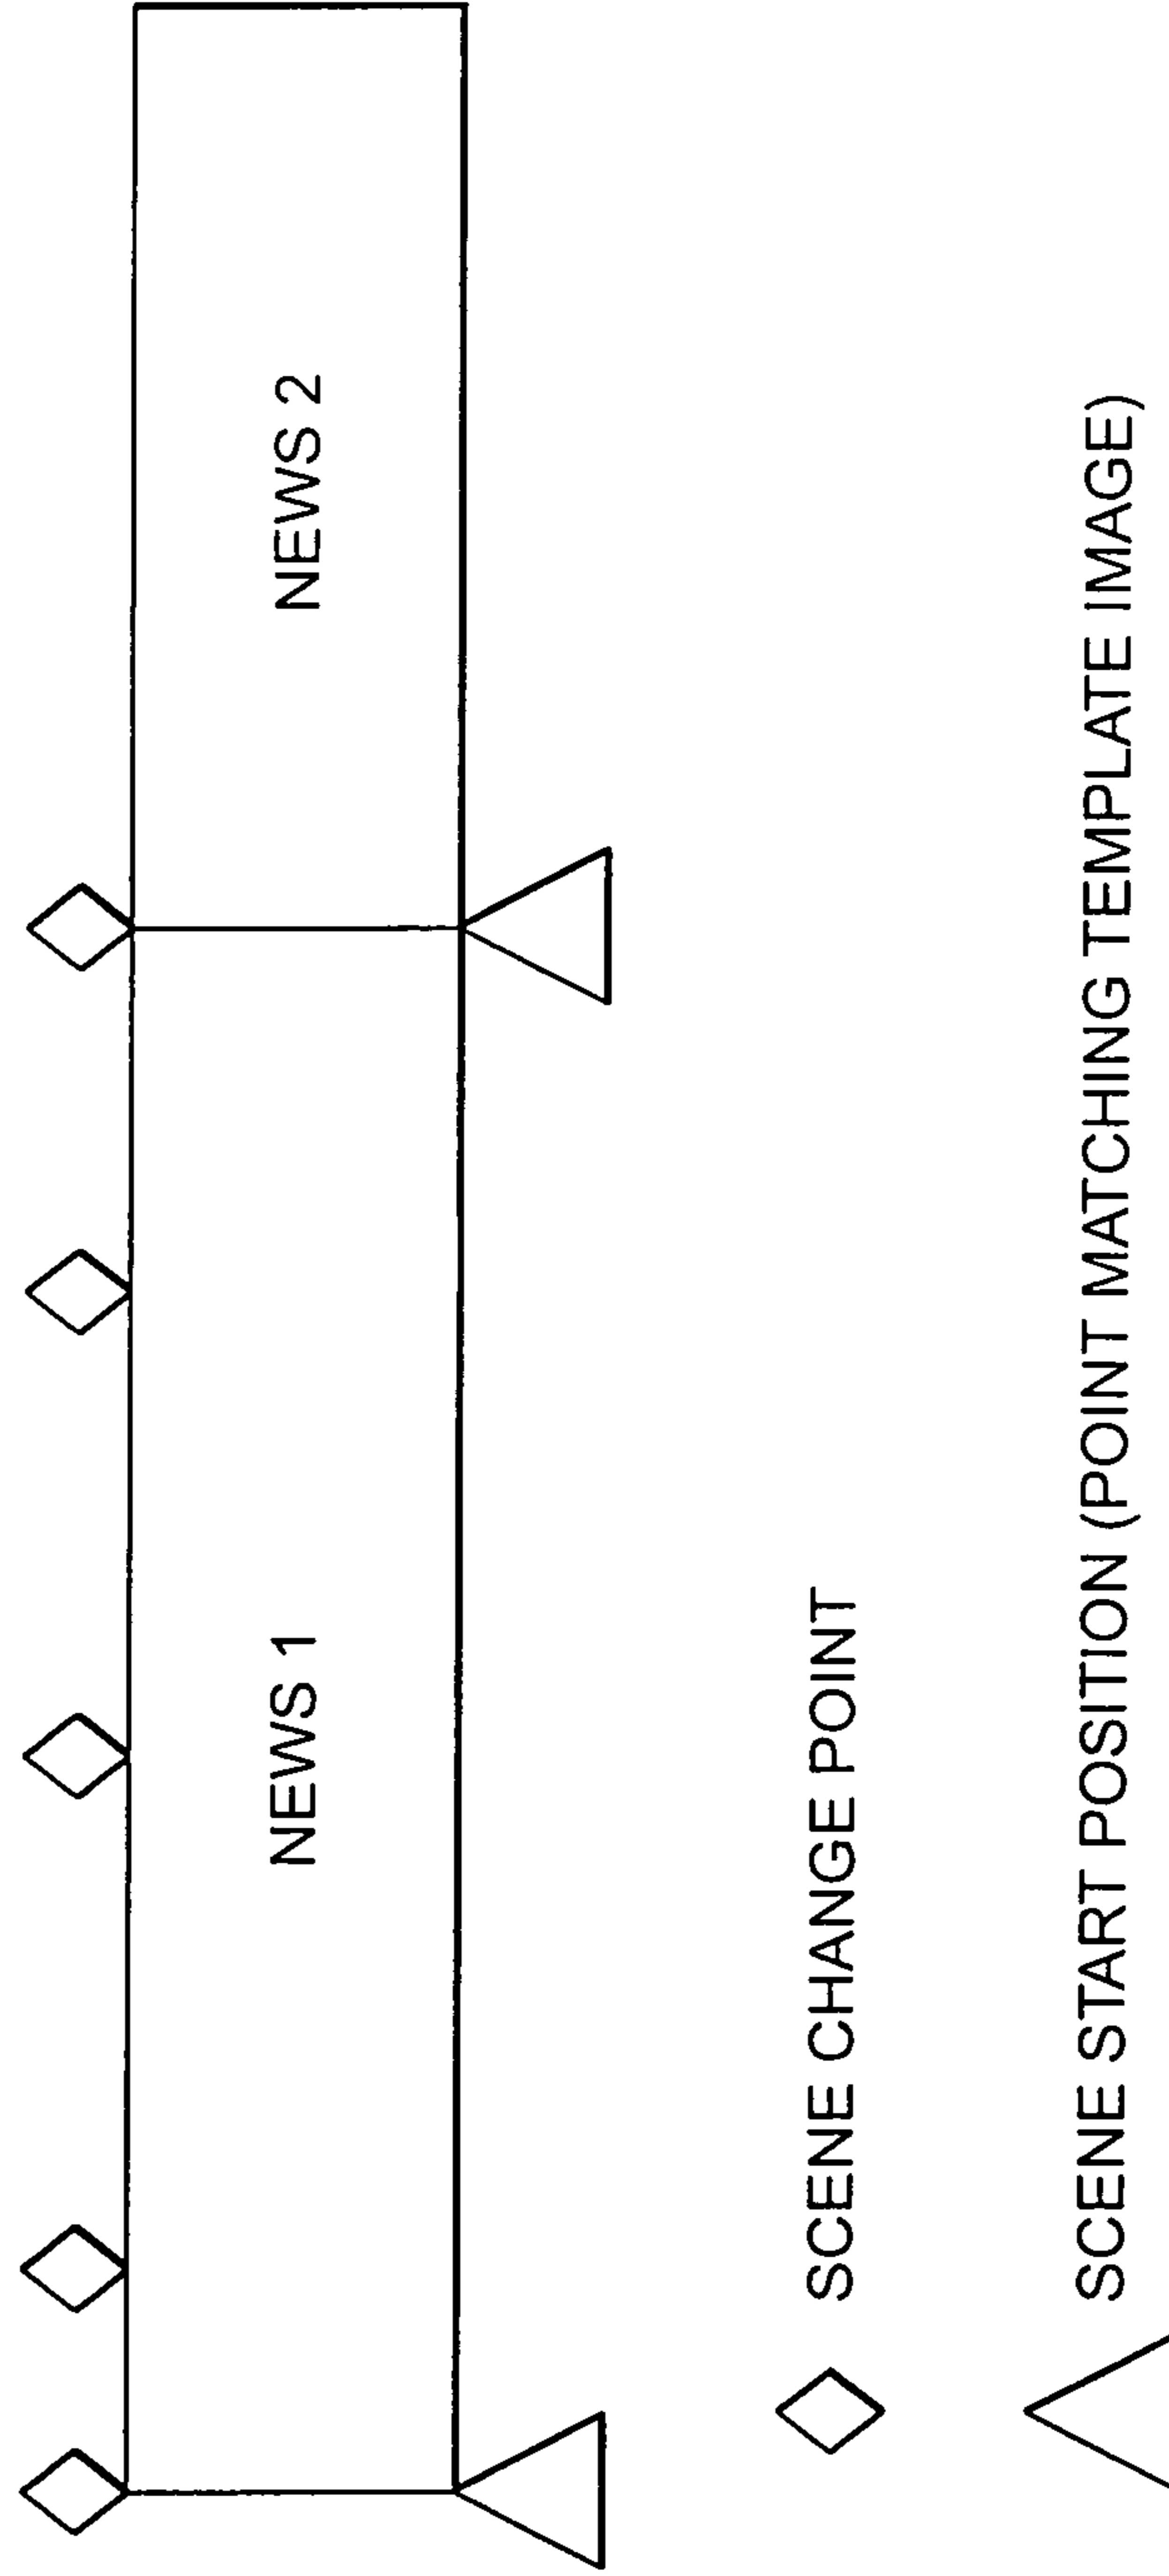 NEWS 1
NEWS 2
SCENE CHANGE POINT
SCENE START POSITION (POINT MATCHING TEMPLATE IMAGE)